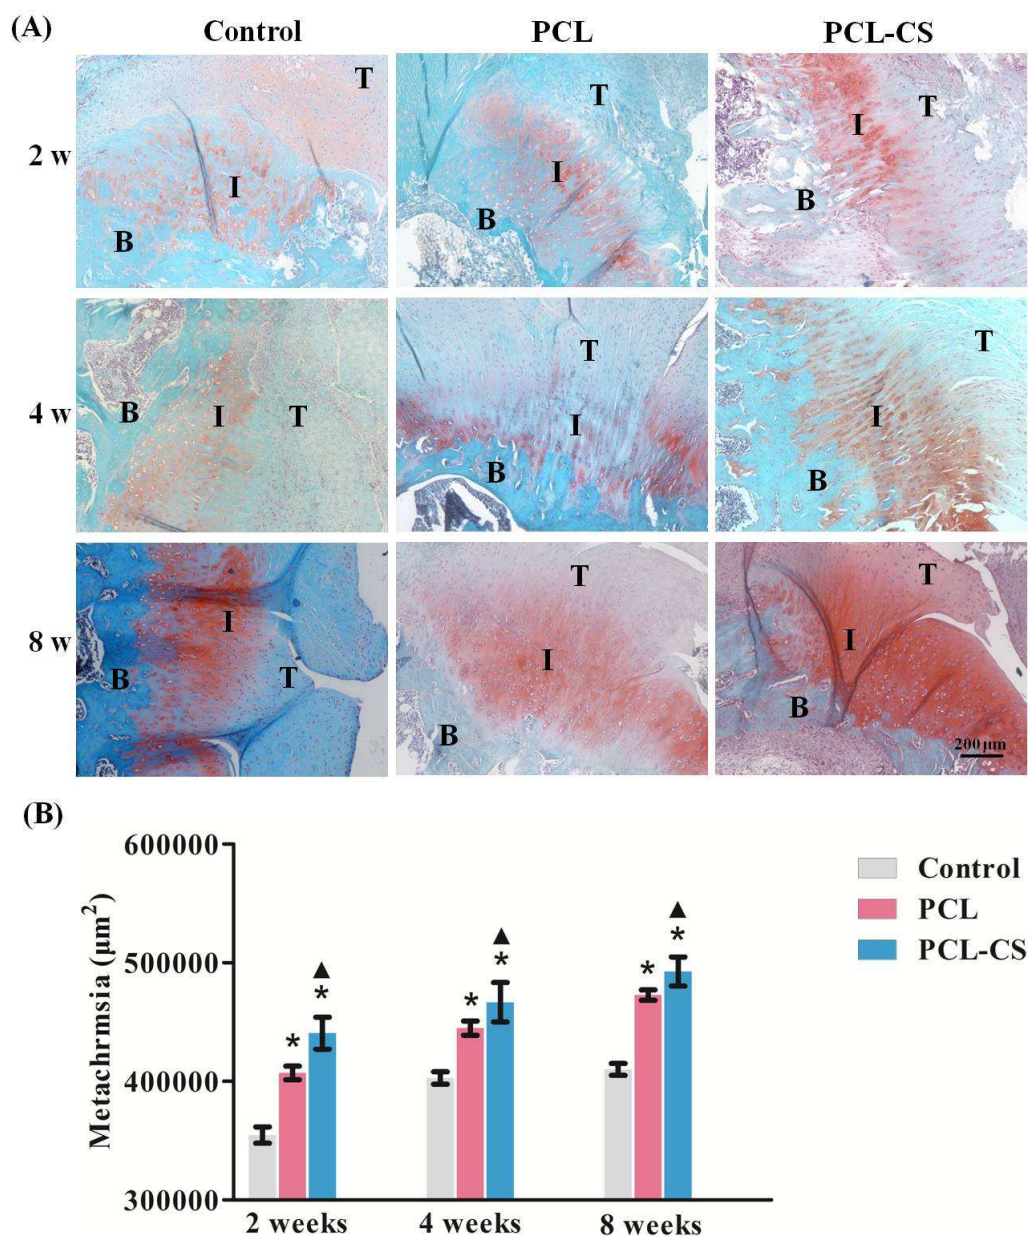 (A)
Control PCL PCL-CS
2 w
T
I
B
T
I
B
T
I
B
4 w
B
I
T
T
I
B
T
I
B
8 w
I
B
T
T
I
B
T
I
B
200 μm
(B)
Metachrmsia (μm²)
600000
500000
400000
300000
* * ▲
* * ▲
* * ▲
2 weeks 4 weeks 8 weeks
Control
PCL
PCL-CS